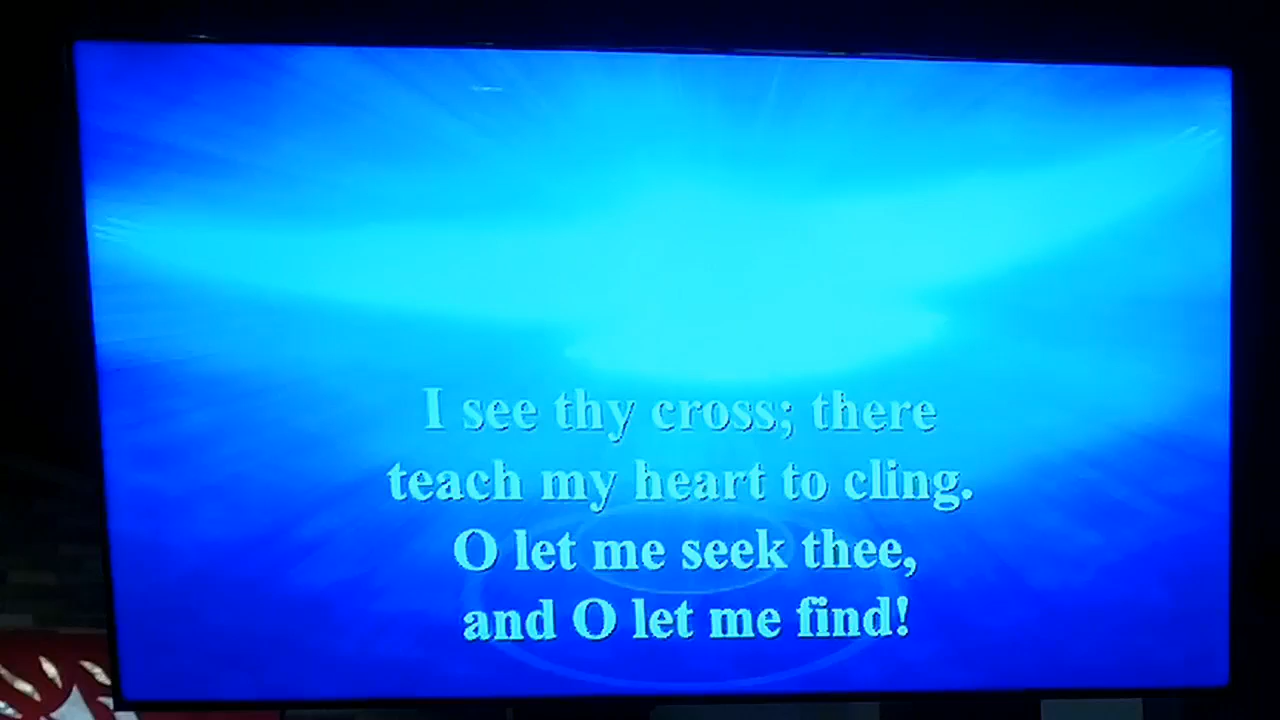 I see thy cross; there
teach my heart to cling.
O let me seek thee,
and O let me find!